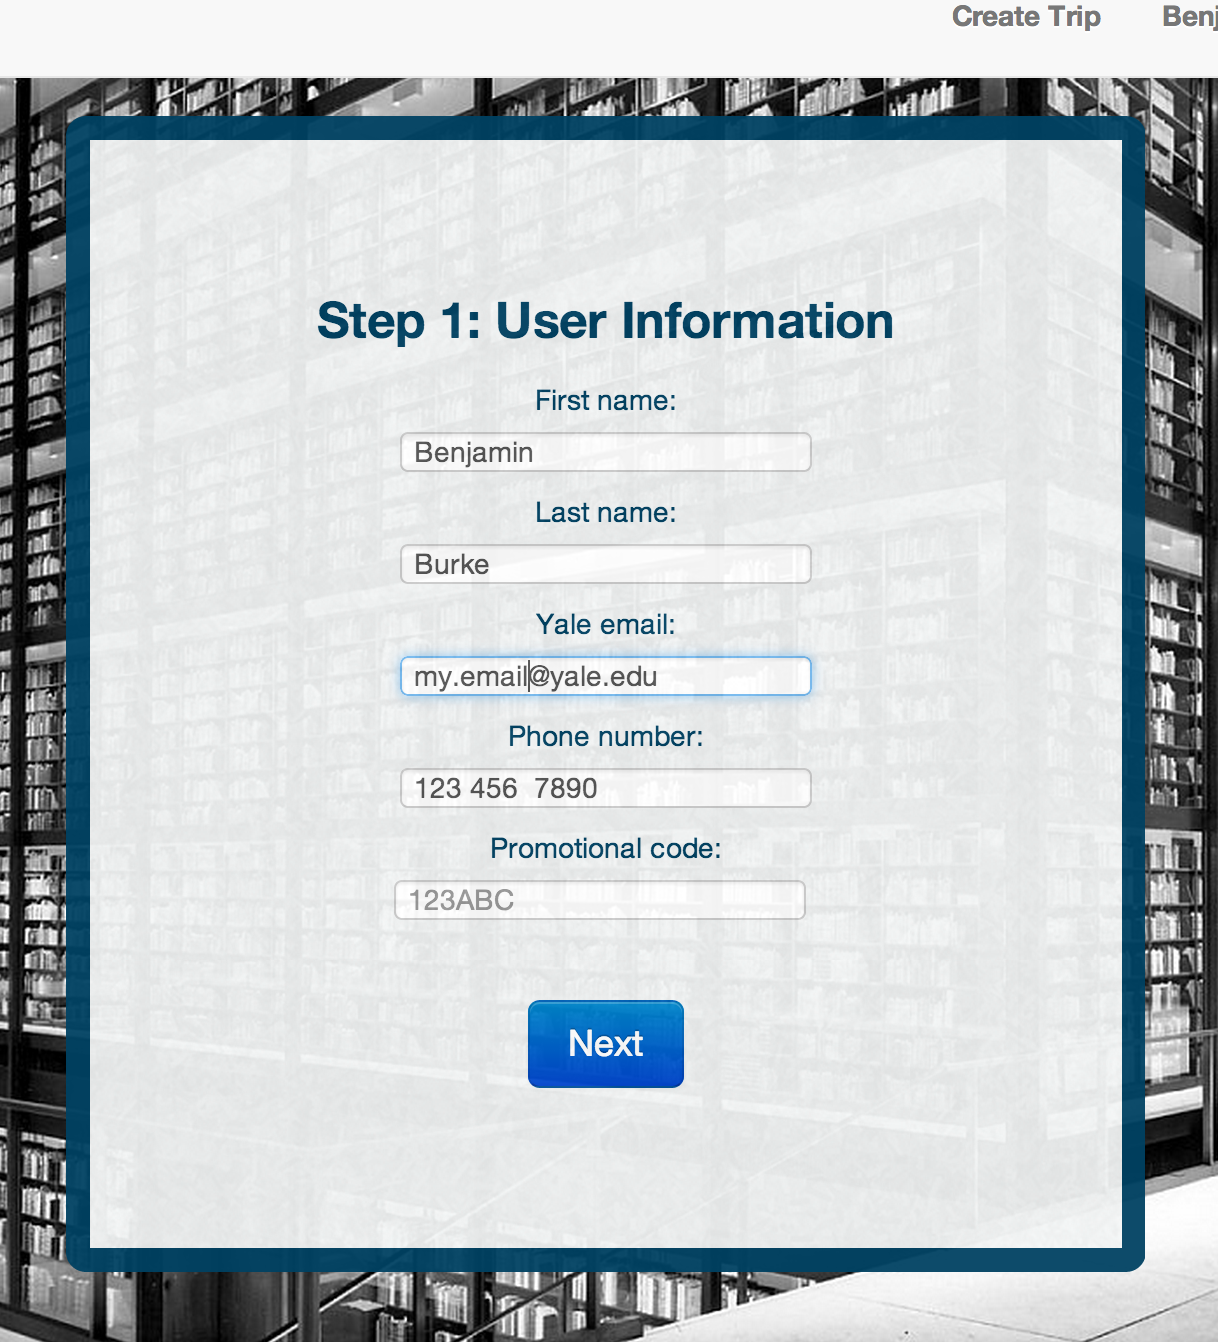 Create Trip Benj
Step 1: User Information
First name:
Benjamin
Last name:
Burke
Yale email:
my.email@yale.edu
Phone number:
123 456  7890
Promotional code:
123ABC
Next